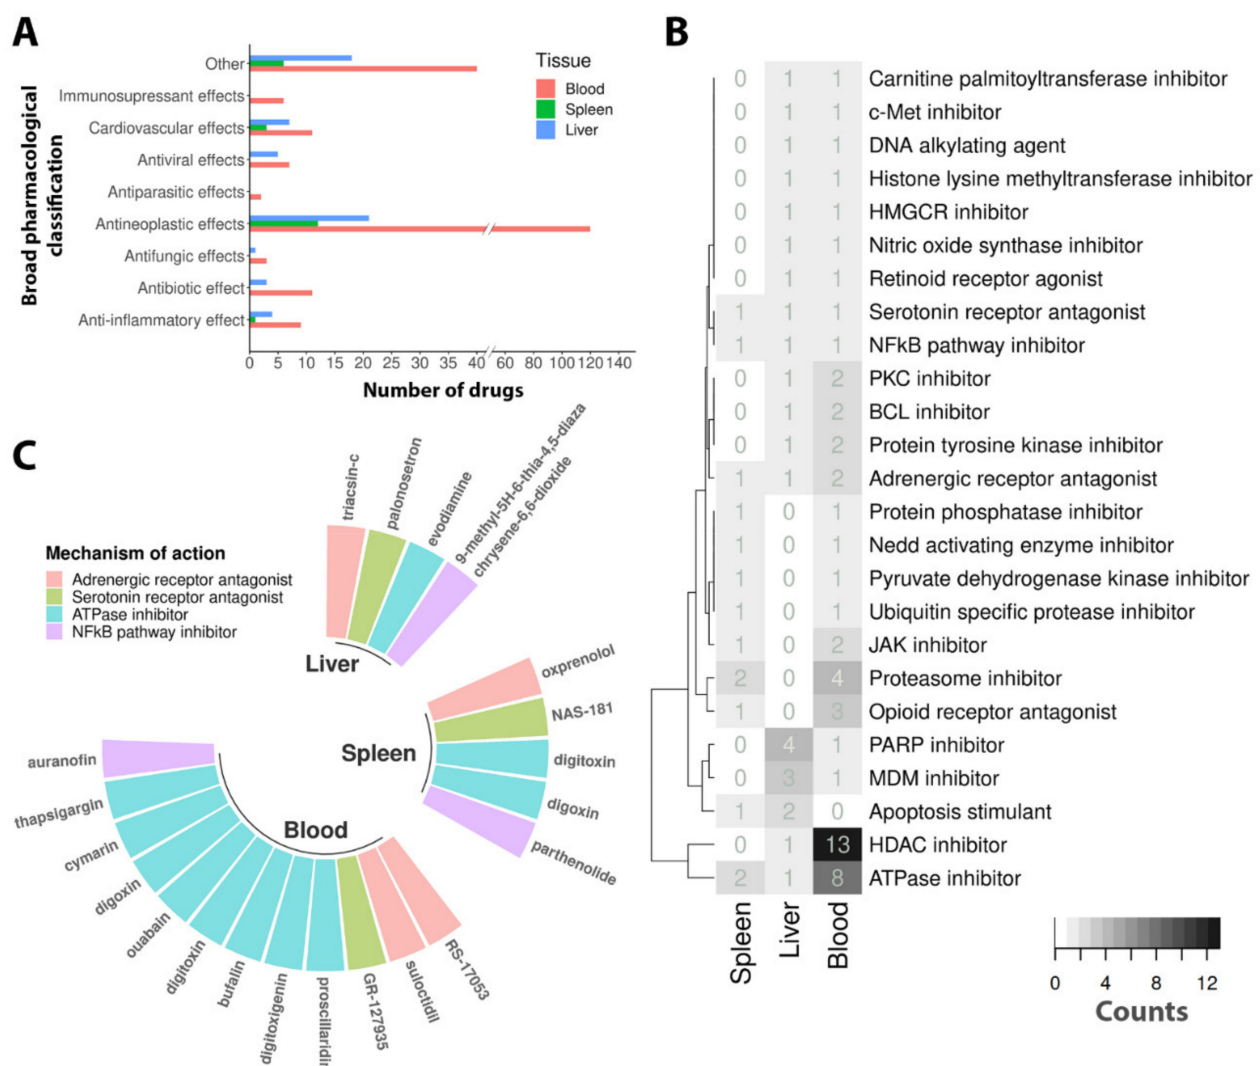 A
Broad pharmacological
classification
Other
Immunosupressant effects
Cardiovascular effects
Antiviral effects
Antiparasitic effects
Antineoplastic effects
Antifungic effects
Antibiotic effect
Anti-inflammatory effect
0 5 10 15 20 25 30 35 40 60 80 100 120 140
Number of drugs
Tissue
Blood
Spleen
Liver
B
0 1 1 Carnitine palmitoyltransferase inhibitor
0 1 1 c-Met inhibitor
0 1 1 DNA alkylating agent
0 1 1 Histone lysine methyltransferase inhibitor
0 1 1 HMGCR inhibitor
0 1 1 Nitric oxide synthase inhibitor
0 1 1 Retinoid receptor agonist
1 1 1 Serotonin receptor antagonist
1 1 1 NFkB pathway inhibitor
0 1 2 PKC inhibitor
0 1 2 BCL inhibitor
0 1 2 Protein tyrosine kinase inhibitor
1 1 2 Adrenergic receptor antagonist
1 0 1 Protein phosphatase inhibitor
1 0 1 Nedd activating enzyme inhibitor
1 0 1 Pyruvate dehydrogenase kinase inhibitor
1 0 1 Ubiquitin specific protease inhibitor
1 0 2 JAK inhibitor
2 0 4 Proteasome inhibitor
1 0 3 Opioid receptor antagonist
0 4 1 PARP inhibitor
0 3 1 MDM inhibitor
1 2 0 Apoptosis stimulant
0 1 13 HDAC inhibitor
2 1 8 ATPase inhibitor
Spleen
Liver
Blood
0 4 8 12
Counts
C
Mechanism of action
Adrenergic receptor antagonist
Serotonin receptor antagonist
ATPase inhibitor
NFkB pathway inhibitor
triacsin-c
palonosetron
evodiamine
9-methyl-5H-6-thia-4,5-diaza
chrysene-6,6-dioxide
Liver
oxprenolol
NAS-181
digitoxin
digoxin
parthenolide
Spleen
Blood
auranofin
thapsigargin
cymarin
digoxin
ouabain
digitoxin
bufalin
digitoxigenin
proscillaridin
GR-127935
suloctidil
RS-17053